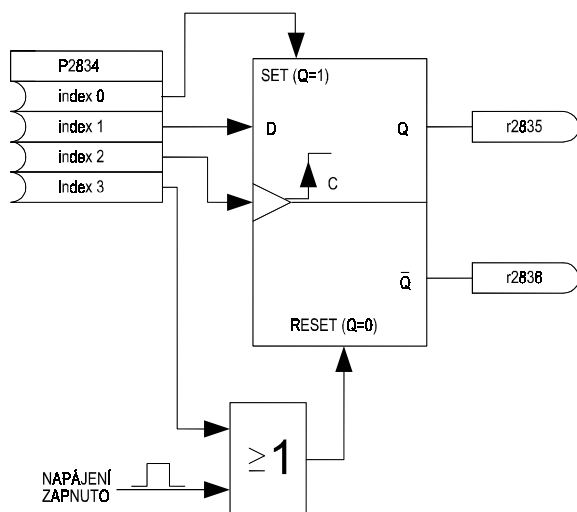 P2834
index 0
index 1
index 2
Index 3
SET (Q=1)
D
Q
C
Q̅
RESET (Q=0)
r2835
r2836
≥1
NAPÁJENÍ
ZAPNUTO